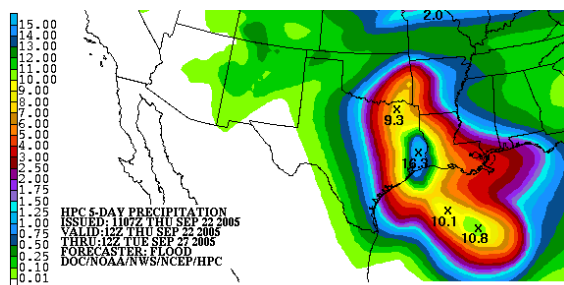 15.00
14.00
13.00
12.00
11.00
10.00
9.00
8.00
7.00
6.00
5.00
4.00
3.00
2.50
2.00
1.75
1.50
1.25
1.00
0.75
0.50
0.25
0.10
0.01
2.0
X
9.3
X
16.3
X
10.1
X
10.8
HPC 5-DAY PRECIPITATION
ISSUED: 1107Z THU SEP 22 2005
VALID:12Z THU SEP 22 2005
THRU:12Z TUE SEP 27 2005
FORECASTER: FLOOD
DOC/NOAA/NWS/NCEP/HPC